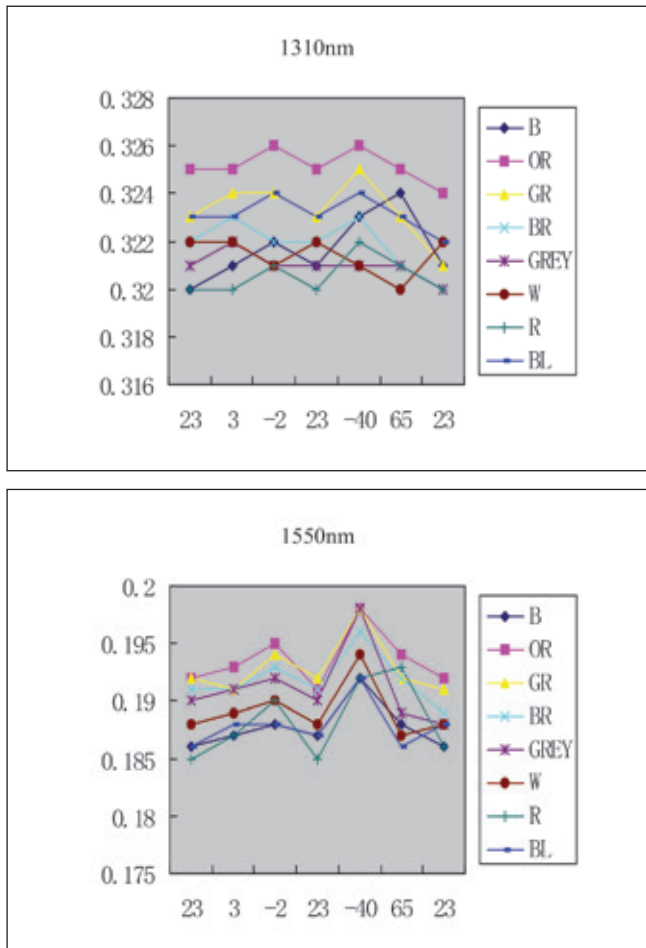 1310nm
0.328
0.326
0.324
0.322
0.32
0.318
0.316
23 3 -2 23 -40 65 23
B
OR
GR
BR
GREY
W
R
BL
1550nm
0.2
0.195
0.19
0.185
0.18
0.175
23 3 -2 23 -40 65 23
B
OR
GR
BR
GREY
W
R
BL